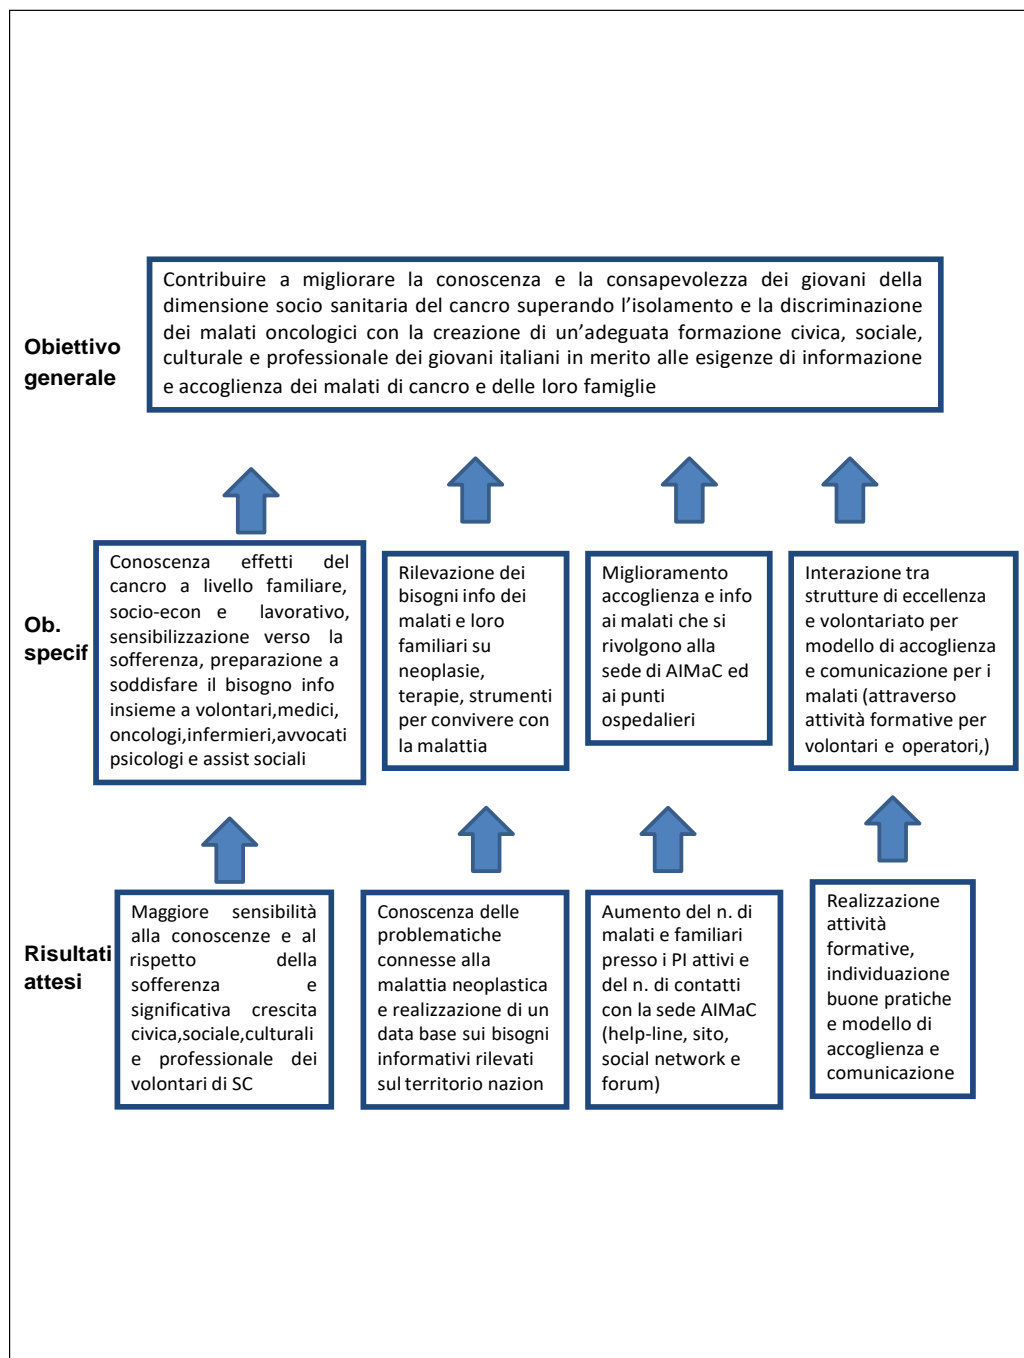 Contribuire a migliorare la conoscenza e la consapevolezza dei giovani della
dimensione socio sanitaria del cancro superando l’isolamento e la discriminazione
dei malati oncologici con la creazione di un’adeguata formazione civica, sociale,
culturale e professionale dei giovani italiani in merito alle esigenze di informazione
e accoglienza dei malati di cancro e delle loro famiglie
Obiettivo
generale
Ob.
specif
Conoscenza effetti del
cancro a livello familiare,
socio-econ e lavorativo,
sensibilizzazione verso la
sofferenza, preparazione a
soddisfare il bisogno info
insieme a volontari,medici,
oncologi,infermieri,avvocati
psicologi e assist sociali
Rilevazione dei
bisogni info dei
malati e loro
familiari su
neoplasie,
terapie, strumenti
per convivere con
la malattia
Miglioramento
accoglienza e info
ai malati che si
rivolgono alla
sede di AIMaC ed
ai punti
ospedalieri
Interazione tra
strutture di eccellenza
e volontariato per
modello di accoglienza
e comunicazione per i
malati (attraverso
attività formative per
volontari e operatori,)
Risultati
attesi
Maggiore sensibilità
alla conoscenze e al
rispetto della
sofferenza e
significativa crescita
civica,sociale,culturali
e professionale dei
volontari di SC
Conoscenza delle
problematiche
connesse alla
malattia neoplastica
e realizzazione di un
data base sui bisogni
informativi rilevati
sul territorio nazion
Aumento del n. di
malati e familiari
presso i PI attivi e
del n. di contatti
con la sede AIMaC
(help-line, sito,
social network e
forum)
Realizzazione
attività
formative,
individuazione
buone pratiche
e modello di
accoglienza e
comunicazione